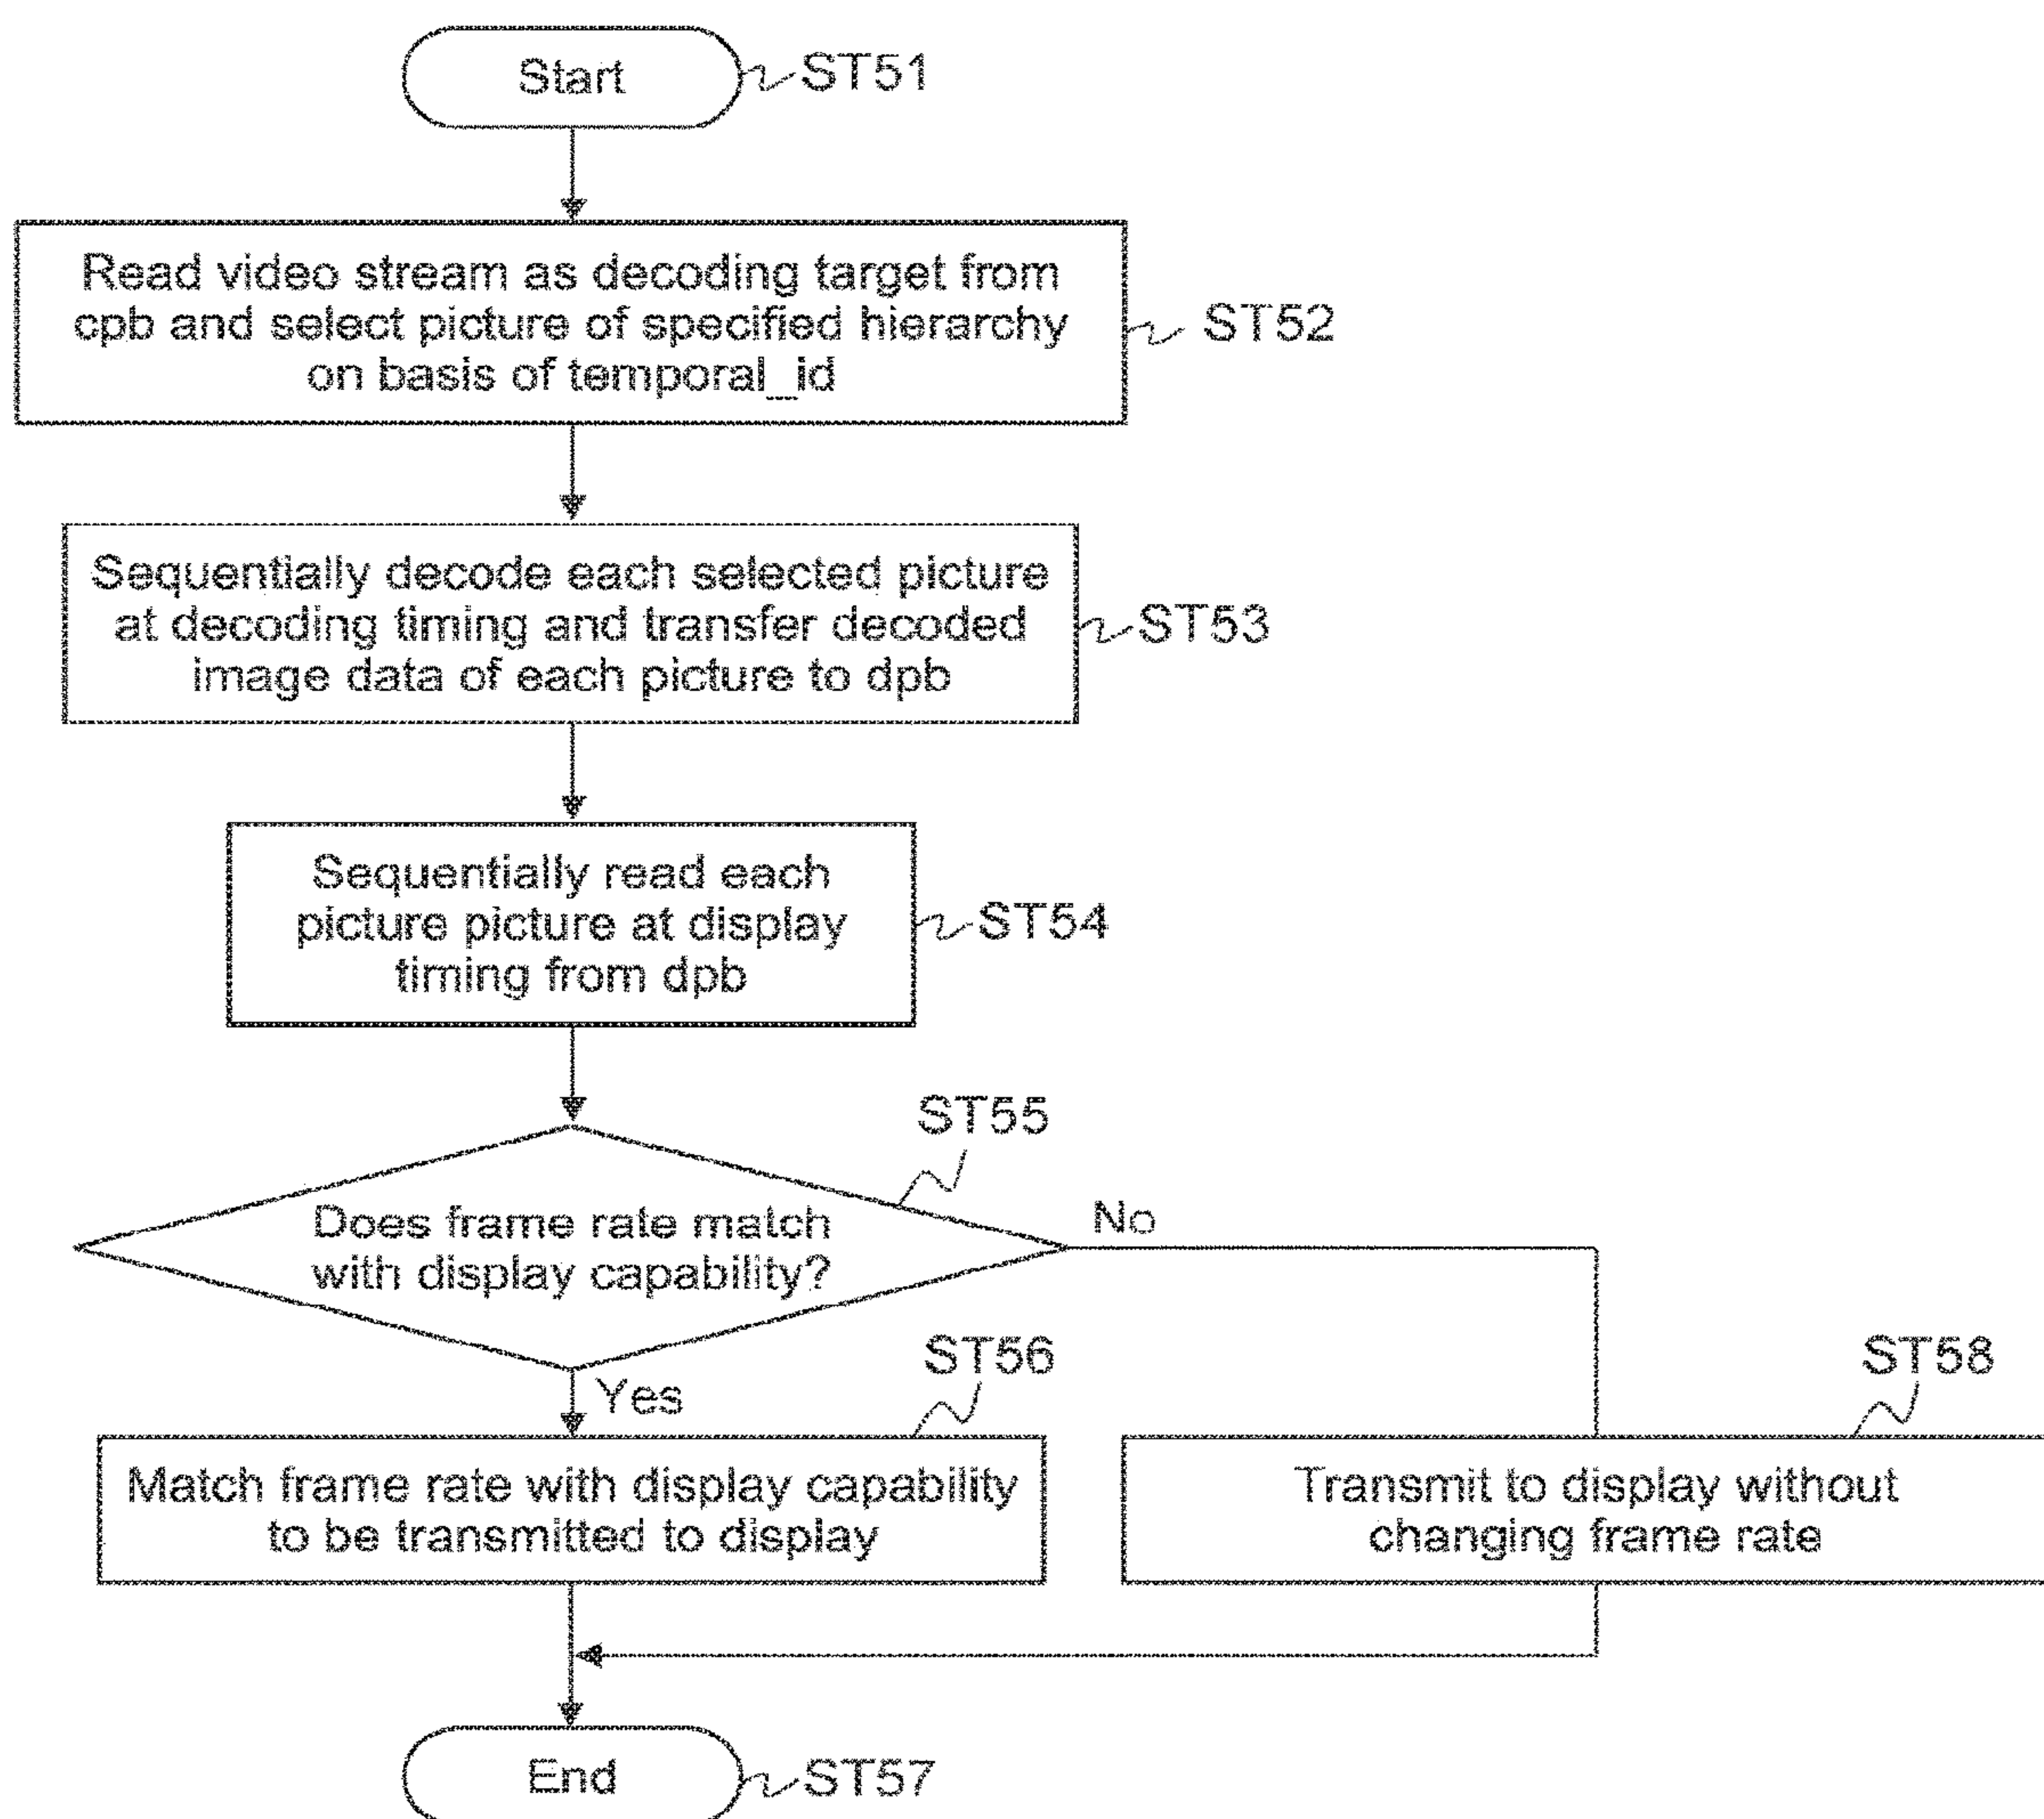 Start
ST51
Read video stream as decoding target from
cpb and select picture of specified hierarchy
on basis of temporal_id
ST52
Sequentially decode each selected picture
at decoding timing and transfer decoded
image data of each picture to dpb
ST53
Sequentially read each
picture picture at display
timing from dpb
ST54
ST55
Does frame rate match
with display capability?
No
Yes
ST56
Match frame rate with display capability
to be transmitted to display
ST58
Transmit to display without
changing frame rate
End
ST57